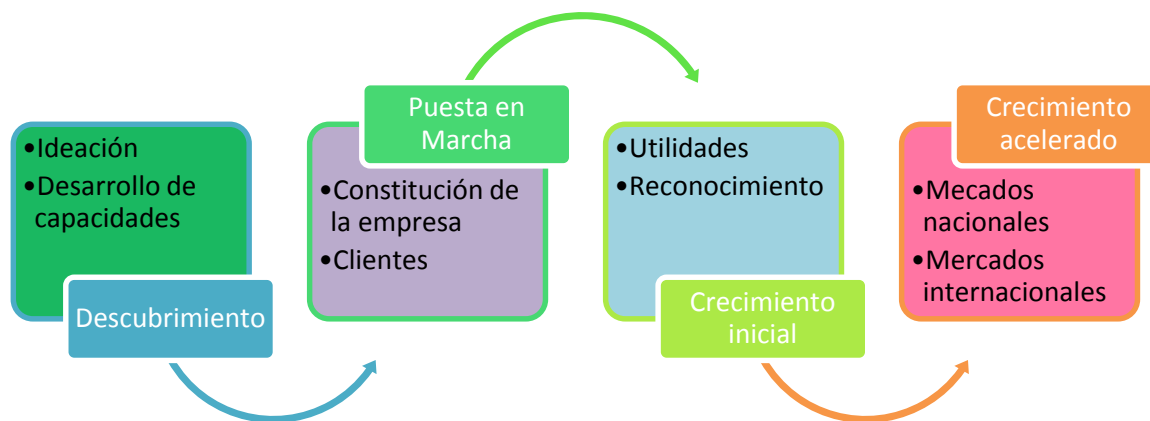 •Ideación
•Desarrollo de
capacidades
Descubrimiento
Puesta en
Marcha
•Constitución de
la empresa
•Clientes
•Utilidades
•Reconocimiento
Crecimiento
inicial
Crecimiento
acelerado
•Mecados
nacionales
•Mercados
internacionales